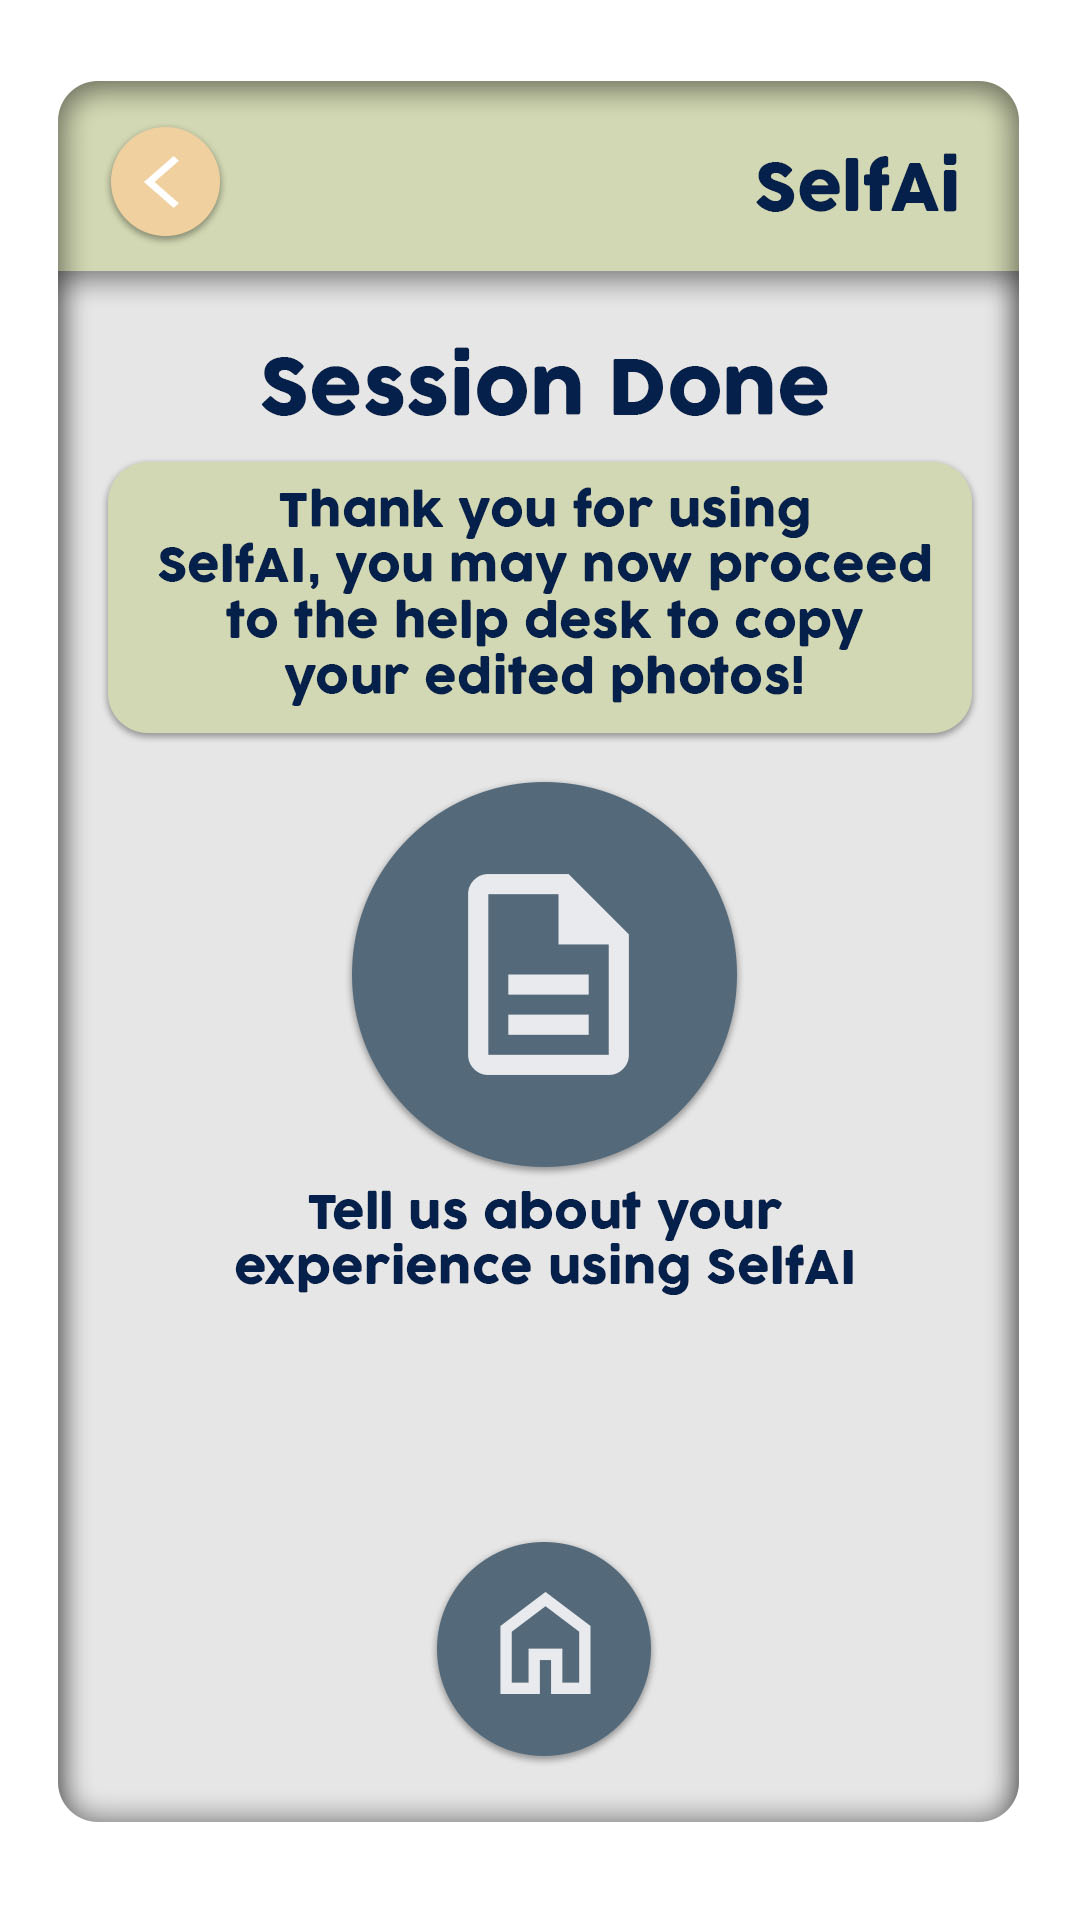 SelfAi
Session Done
Thank you for using
SelfAI, you may now proceed
to the help desk to copy
your edited photos!
Tell us about your
experience using SelfAI